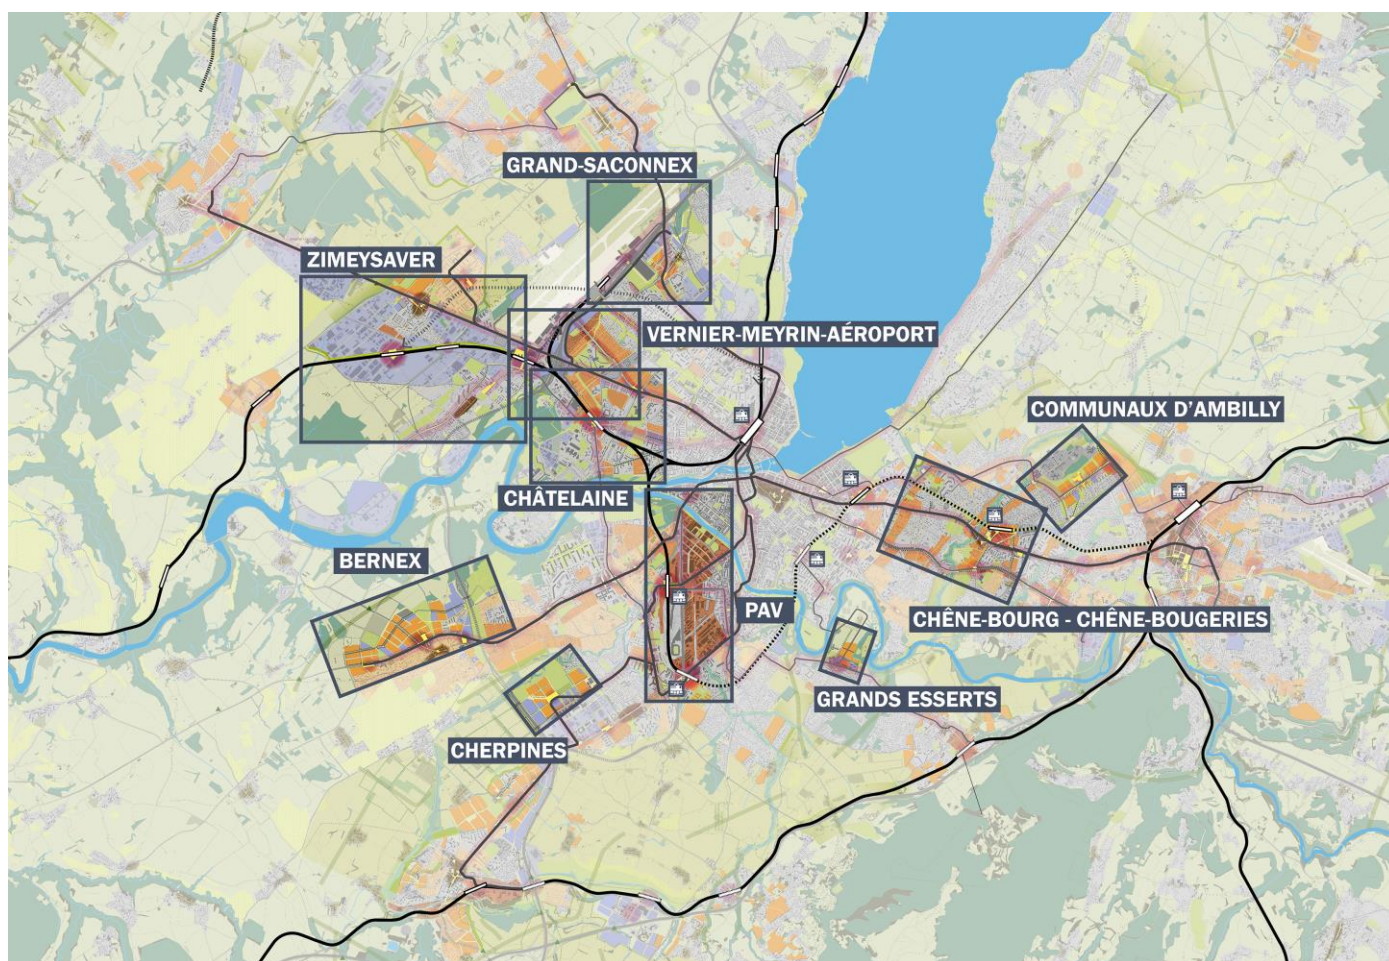 GRAND-SACONNEX
ZIMEYSAVER
VERNIER-MEYRIN-AÉROPORT
COMMUNAUX D'AMBILLY
CHÂTELAINE
BERNEX
PAV
CHÊNE-BOURG - CHÊNE-BOUGERIES
GRANDS ESSERTS
CHERPINES